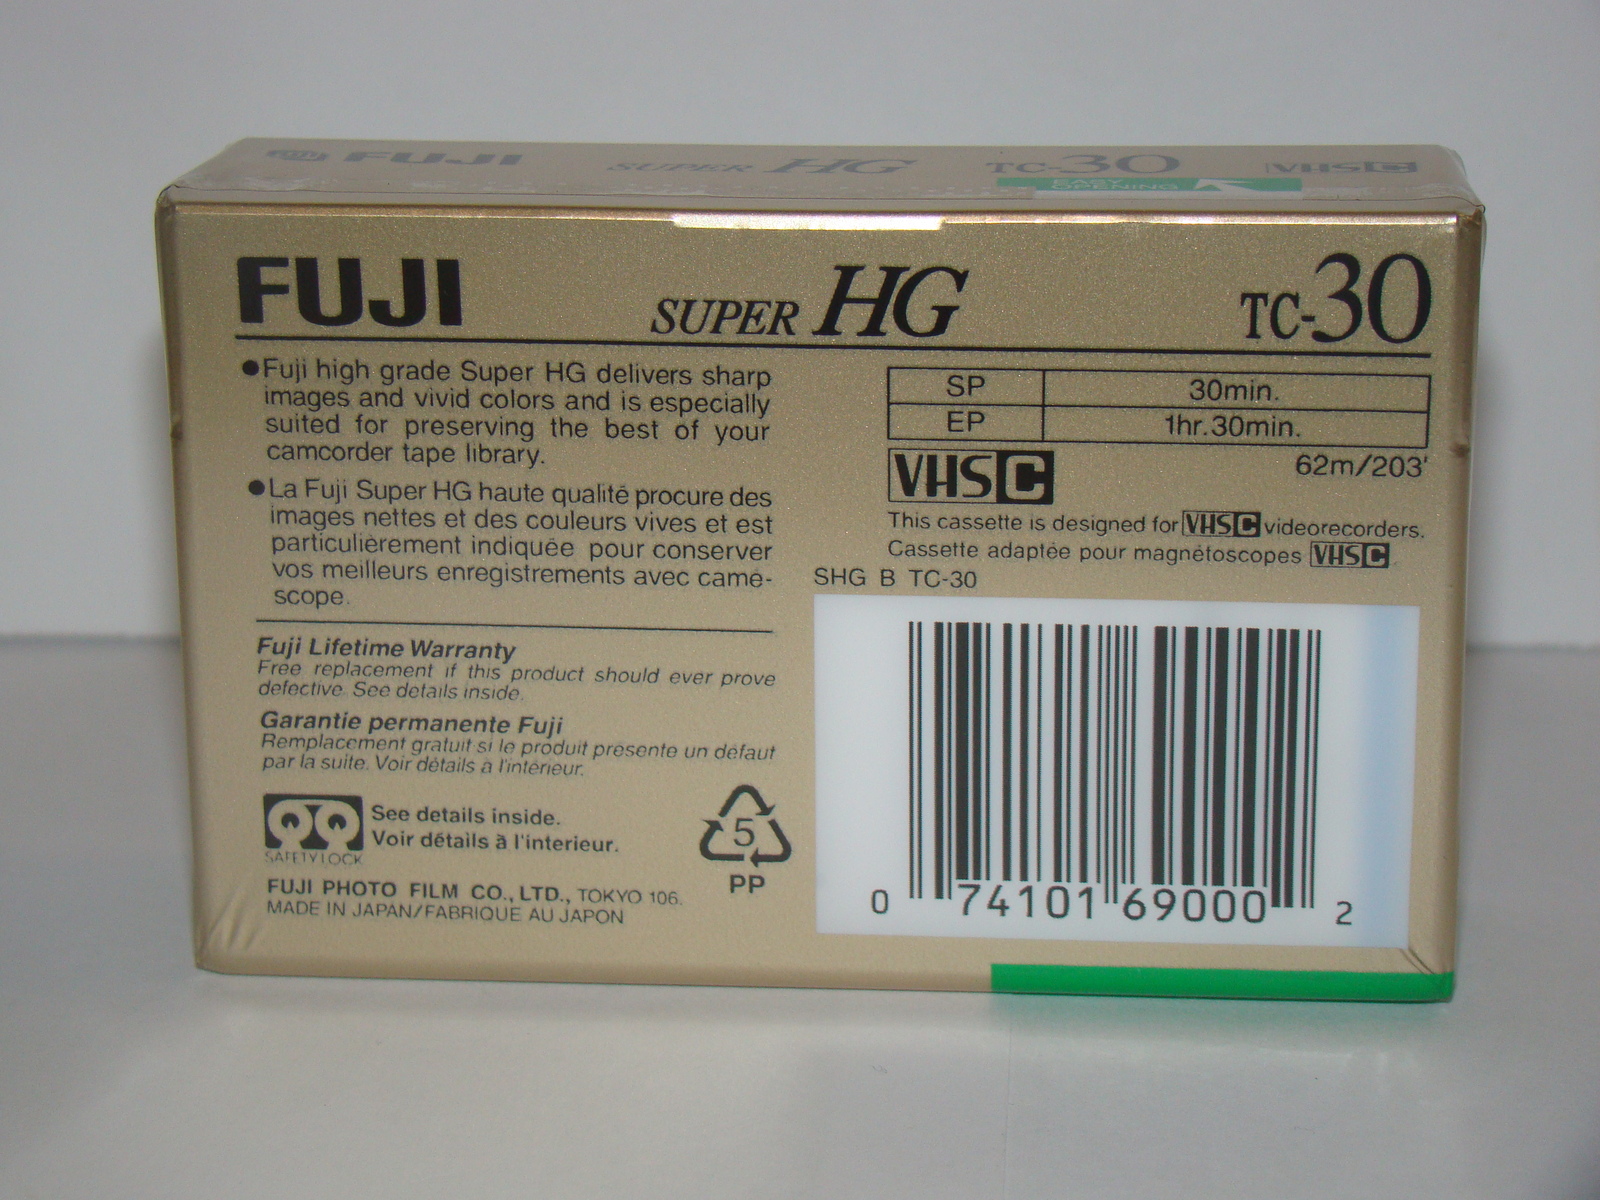 FUJI SUPER HG TC-30 VHSC
EASY
OPENING
FUJI SUPER HG TC-30
●Fuji high grade Super HG delivers sharp
images and vivid colors and is especially
suited for preserving the best of your
camcorder tape library.
●La Fuji Super HG haute qualité procure des
images nettes et des couleurs vives et est
particulièrement indiquée pour conserver
vos meilleurs enregistrements avec camé-
scope.
Fuji Lifetime Warranty
Free replacement if this product should ever prove
defective. See details inside.
Garantie permanente Fuji
Remplacement gratuit si le produit présente un défaut
par la suite. Voir détails à l'intérieur.
SAFETY LOCK
See details inside.
Voir détails à l'interieur.
5
PP
FUJI PHOTO FILM CO., LTD., TOKYO 106.
MADE IN JAPAN/FABRIQUE AU JAPON
SP 30min.
EP 1hr.30min.
62m/203'
VHSC
This cassette is designed for VHSC videorecorders.
Cassette adaptée pour magnétoscopes VHSC
SHG B TC-30
0 74101 69000 2